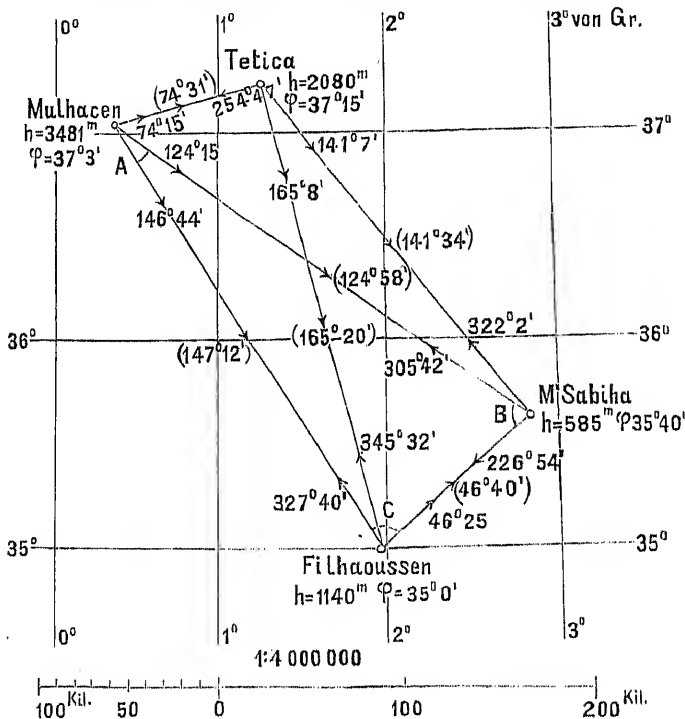 0° 1° 2° 3° von Gr.
Tetica
h=2080ᵐ
φ=37°15'
(74°31')
254°47'
Mulhacen
h=3481ᵐ
φ=37°3'
74°15'
37°
A
124°15
141°7'
165°8'
146°44'
(141°34')
(124°58')
322°2'
36° 36°
(165°20')
(147°12')
305°42'
M'Sabiha
h=585ᵐ φ35°40'
B
345°32'
226°54'
(46°40')
327°40'
46°25
C
35° 35°
Filhaoussen
h=1140ᵐ φ=35°0'
0° 1° 2° 3°
1:4 000 000
100 Kil. 50 0 100 200 Kil.